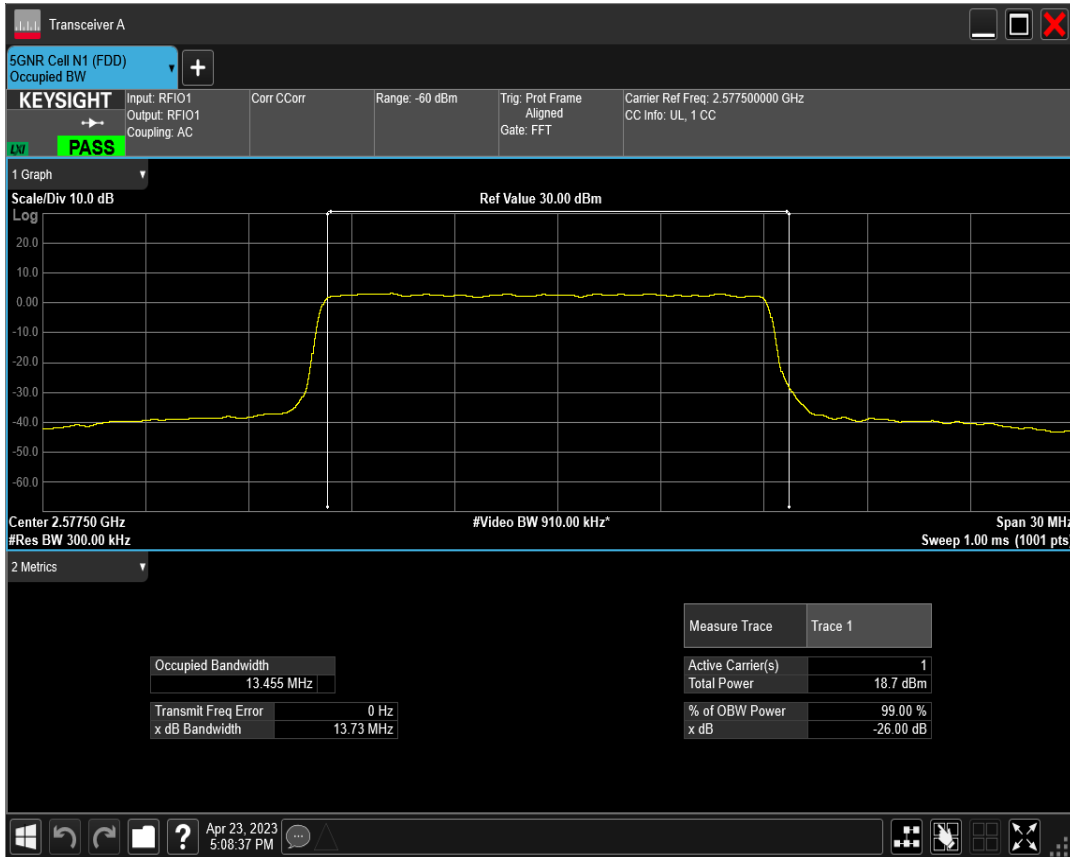 Transceiver A
5GNR Cell N1 (FDD)
Occupied BW
+
KEYSIGHT
LXI
PASS
Input: RFIO1
Output: RFIO1
Coupling: AC
Corr CCorr
Range: -60 dBm
Trig: Prot Frame
Aligned
Gate: FFT
Carrier Ref Freq: 2.577500000 GHz
CC Info: UL, 1 CC
1 Graph
Scale/Div 10.0 dB
Ref Value 30.00 dBm
Log
20.0
10.0
0.00
-10.0
-20.0
-30.0
-40.0
-50.0
-60.0
Center 2.57750 GHz
#Video BW 910.00 kHz*
Span 30 MHz
#Res BW 300.00 kHz
Sweep 1.00 ms (1001 pts)
2 Metrics
Measure Trace Trace 1
Occupied Bandwidth
13.455 MHz
Active Carrier(s) 1
Total Power 18.7 dBm
Transmit Freq Error 0 Hz
x dB Bandwidth 13.73 MHz
% of OBW Power 99.00 %
x dB -26.00 dB
?
Apr 23, 2023
5:08:37 PM